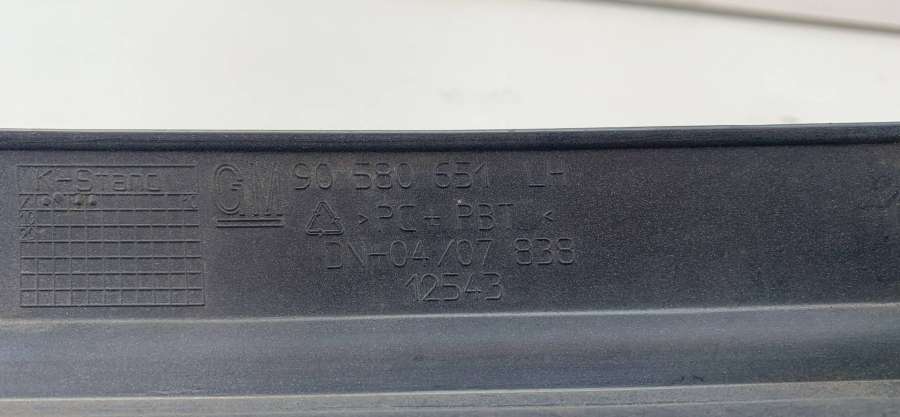 K-Stand
GM 90 580 651 LH
>PC+PBT<
DN-04/07 838
12543